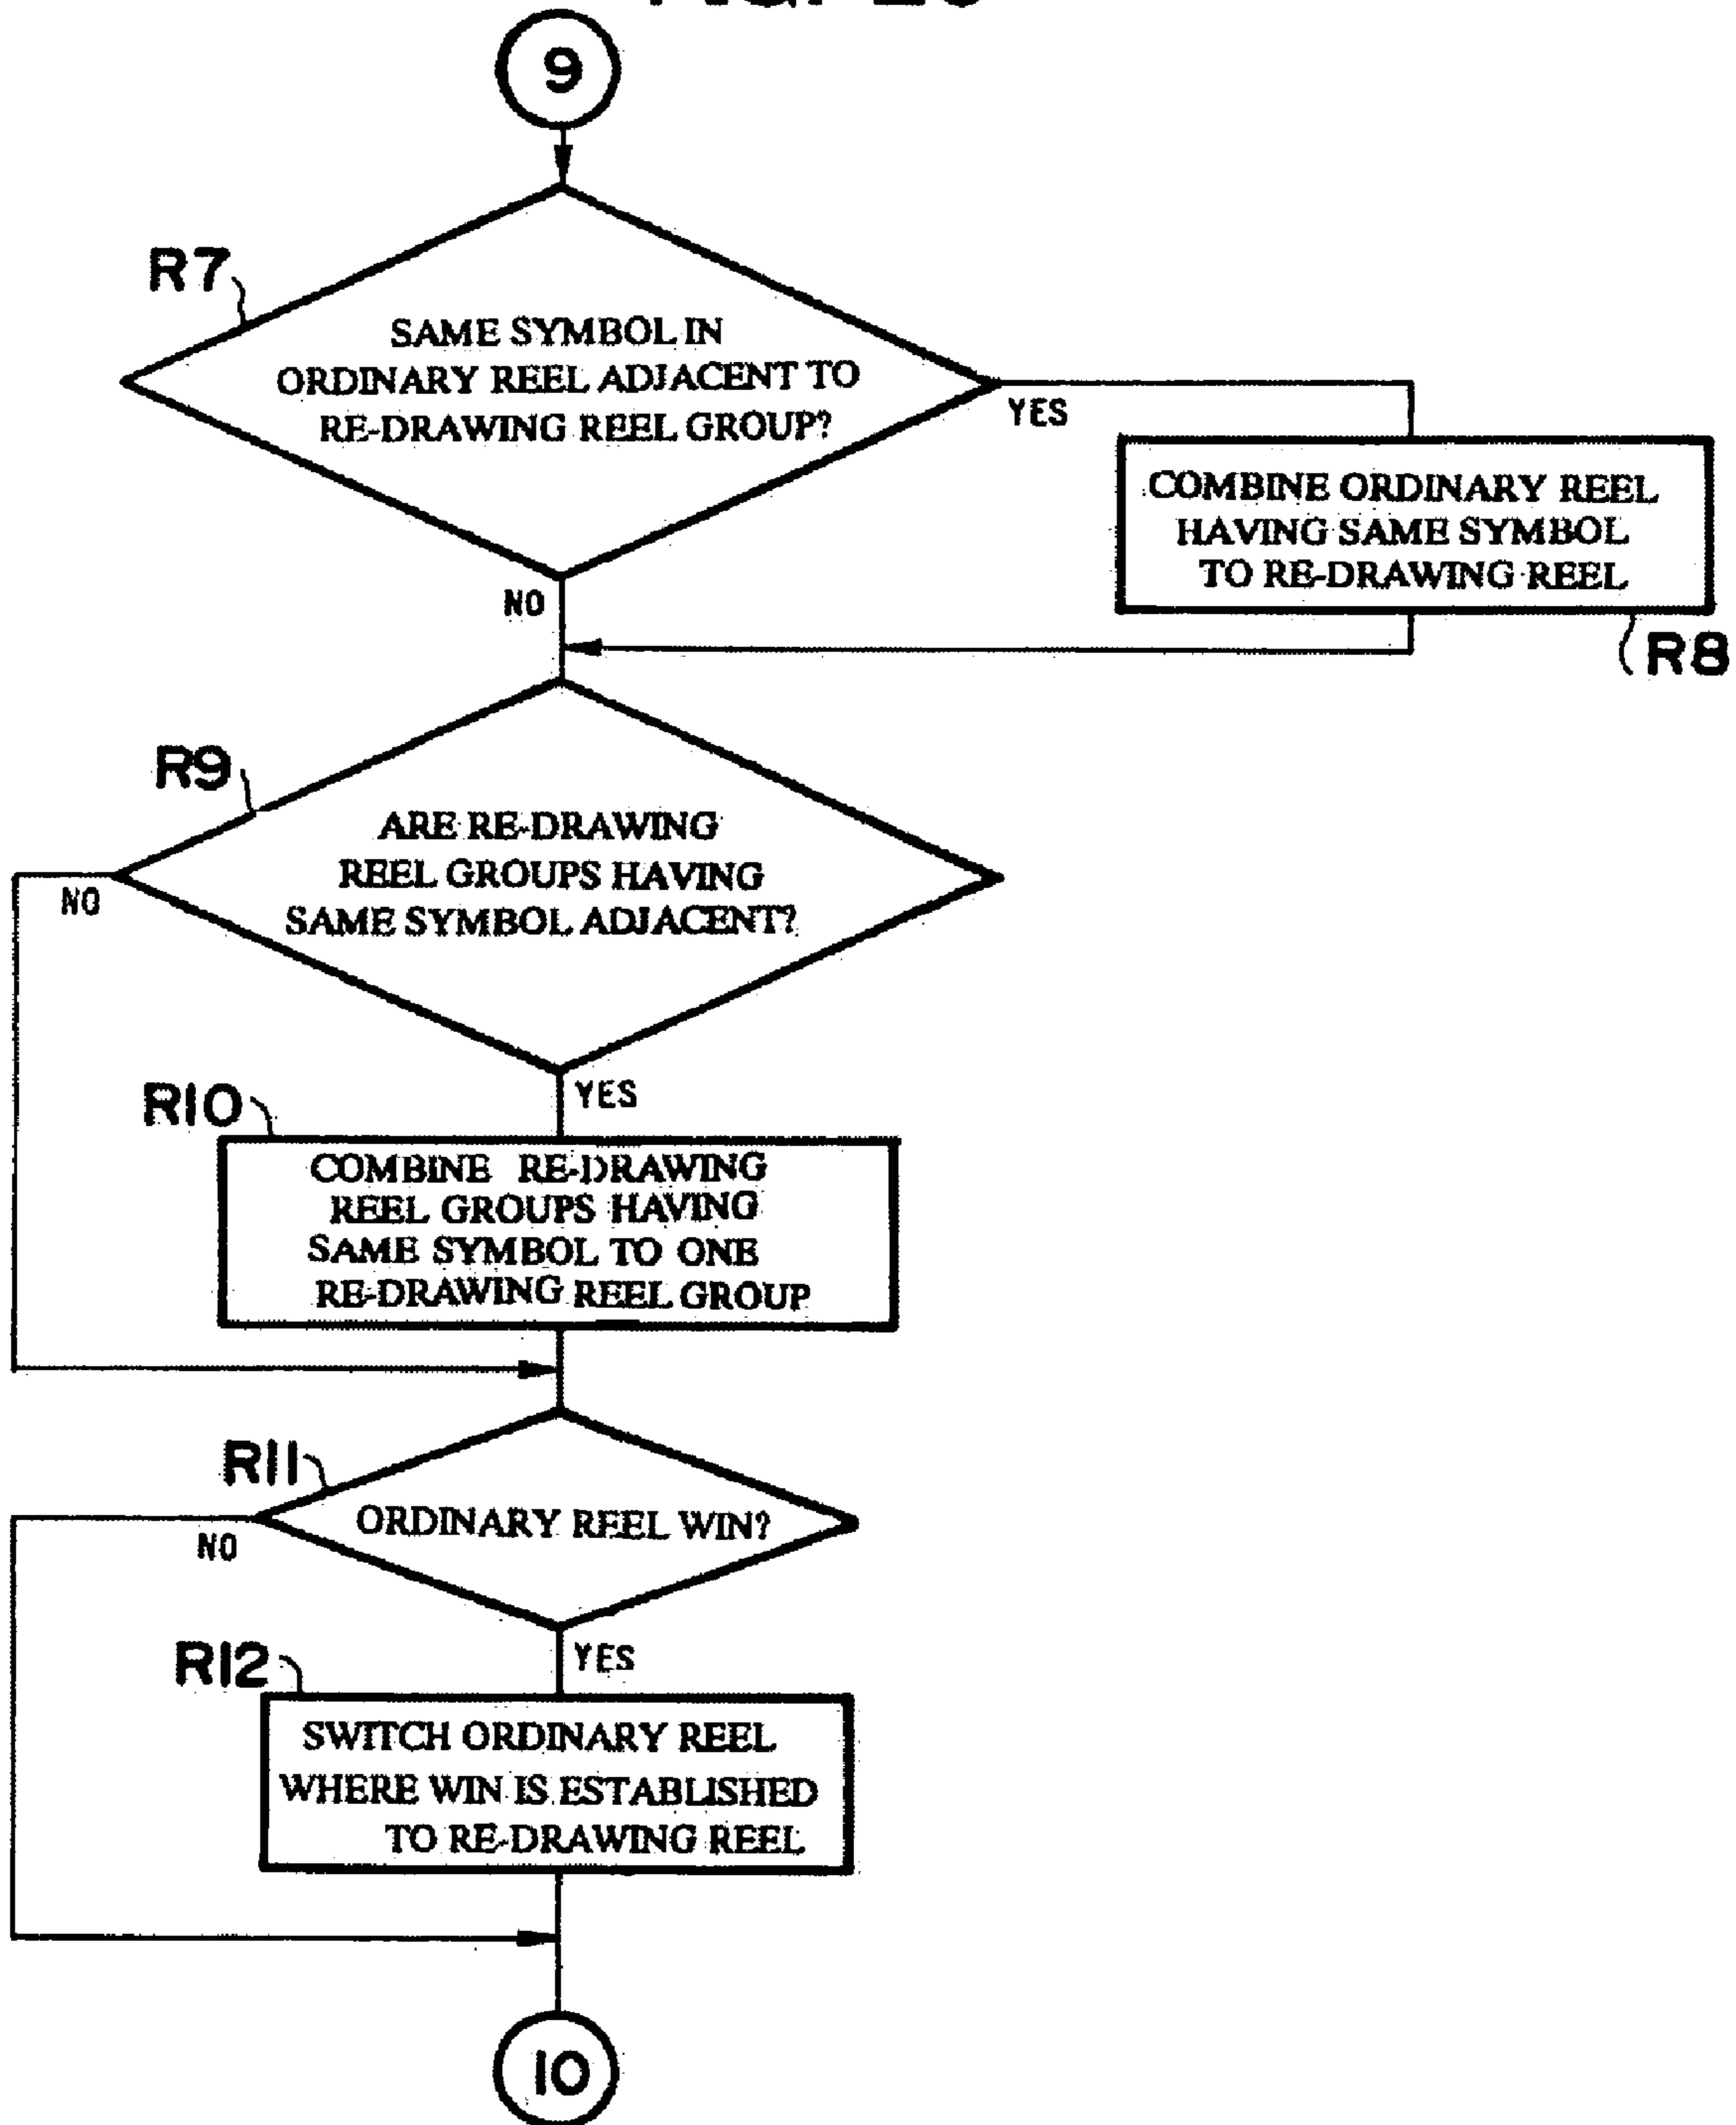 9
R7
SAME SYMBOL IN
ORDINARY REEL ADJACENT TO
RE-DRAWING REEL GROUP?
YES
COMBINE ORDINARY REEL
HAVING SAME SYMBOL
TO RE-DRAWING REEL
R8
NO
R9
ARE RE-DRAWING
REEL GROUPS HAVING
SAME SYMBOL ADJACENT?
NO
YES
R10
COMBINE RE-DRAWING
REEL GROUPS HAVING
SAME SYMBOL TO ONE
RE-DRAWING REEL GROUP
R11
ORDINARY REEL WIN?
NO
YES
R12
SWITCH ORDINARY REEL
WHERE WIN IS ESTABLISHED
TO RE-DRAWING REEL
10